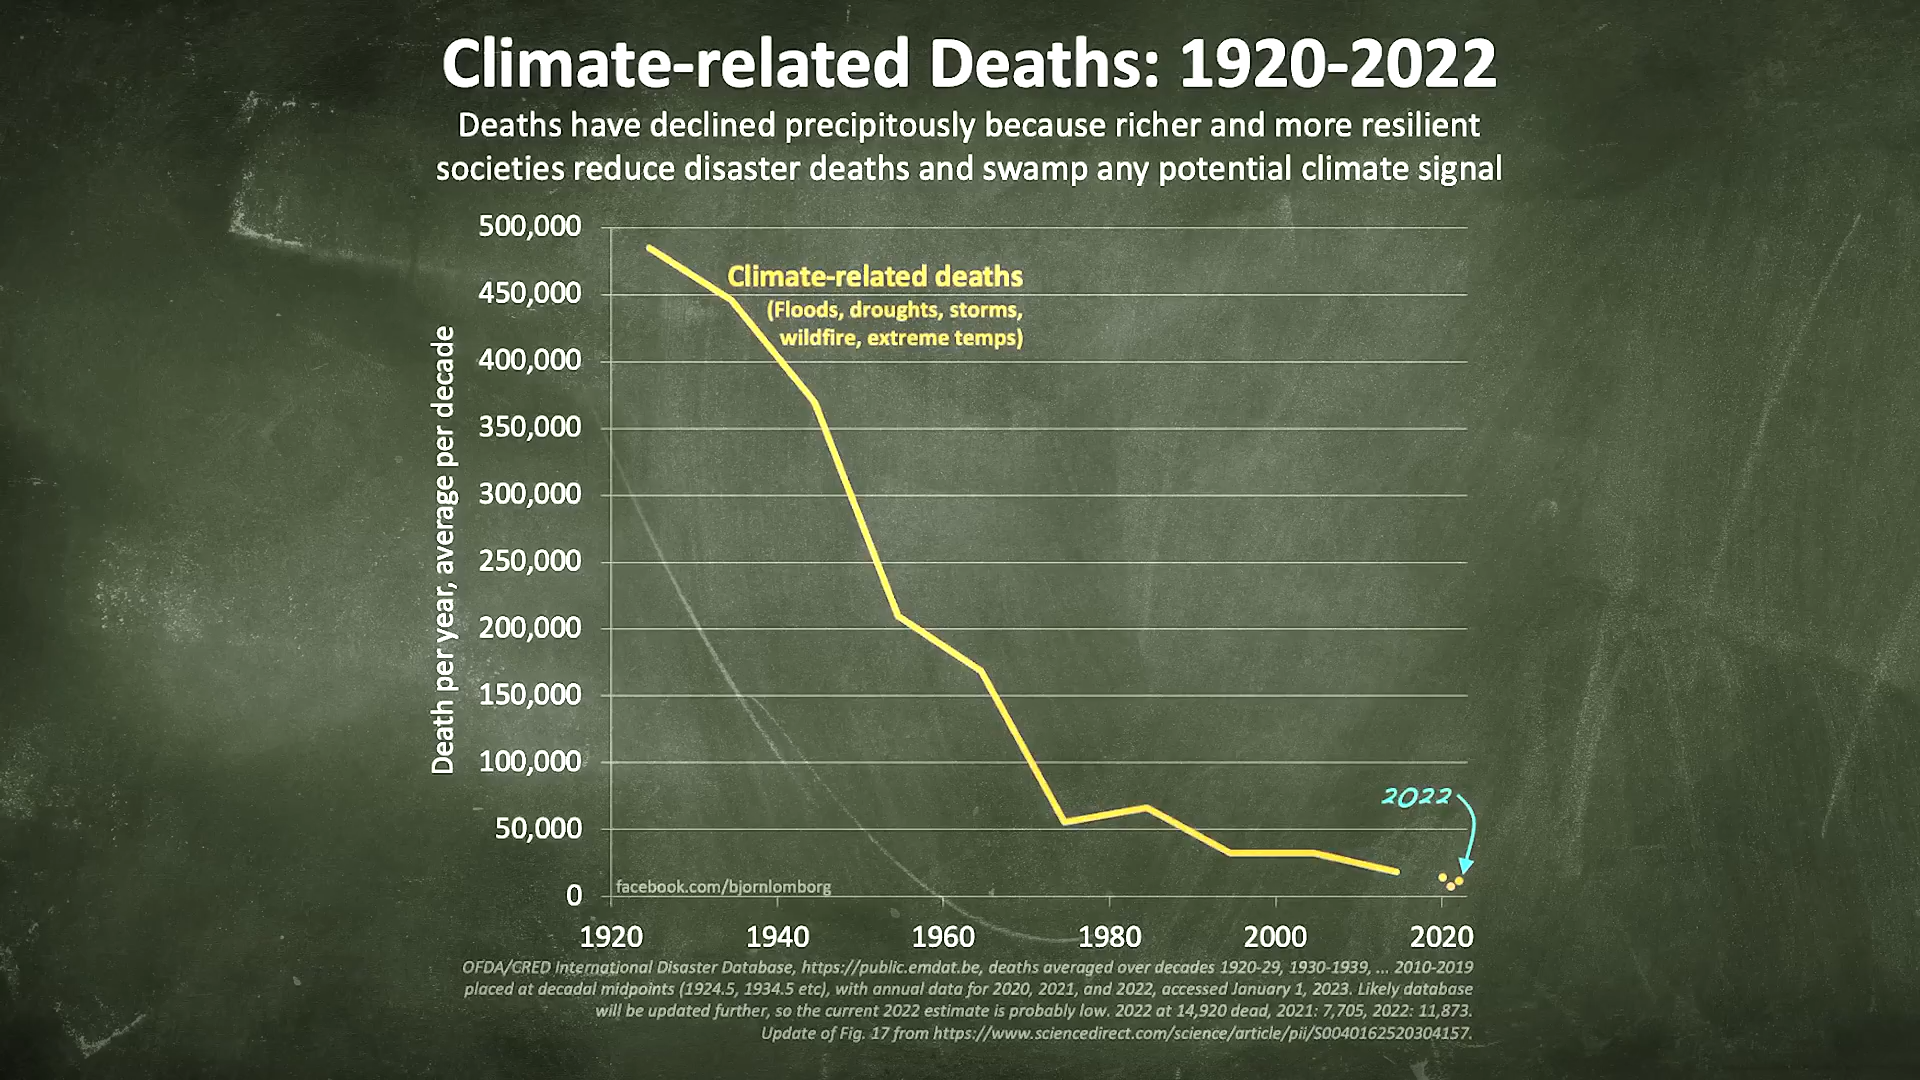 Climate-related Deaths: 1920-2022
Deaths have declined precipitously because richer and more resilient
societies reduce disaster deaths and swamp any potential climate signal
Death per year, average per decade
500,000
450,000
400,000
350,000
300,000
250,000
200,000
150,000
100,000
50,000
0
Climate-related deaths
(Floods, droughts, storms,
wildfire, extreme temps)
2022
facebook.com/bjornlomborg
1920
1940
1960
1980
2000
2020
OFDA/CRED International Disaster Database, https://public.emdat.be, deaths averaged over decades 1920-29, 1930-1939, ... 2010-2019
placed at decadal midpoints (1924.5, 1934.5 etc), with annual data for 2020, 2021, and 2022, accessed January 1, 2023. Likely database
will be updated further, so the current 2022 estimate is probably low. 2022 at 14,920 dead, 2021: 7,705, 2022: 11,873.
Update of Fig. 17 from https://www.sciencedirect.com/science/article/pii/S0040162520304157.